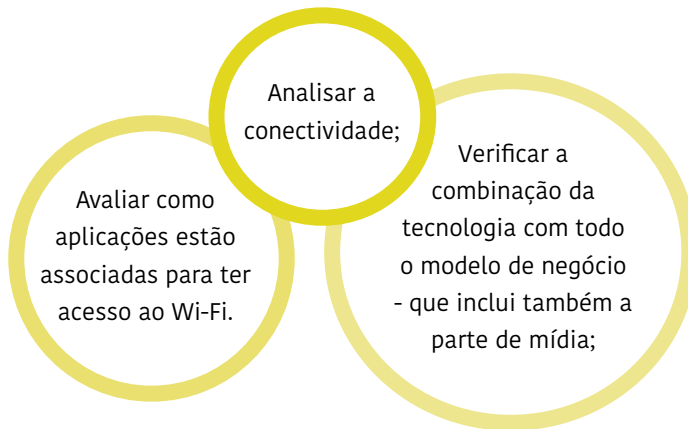 Analisar a
conectividade;
Verificar a
combinação da
tecnologia com todo
o modelo de negócio
- que inclui também a
parte de mídia;
Avaliar como
aplicações estão
associadas para ter
acesso ao Wi-Fi.